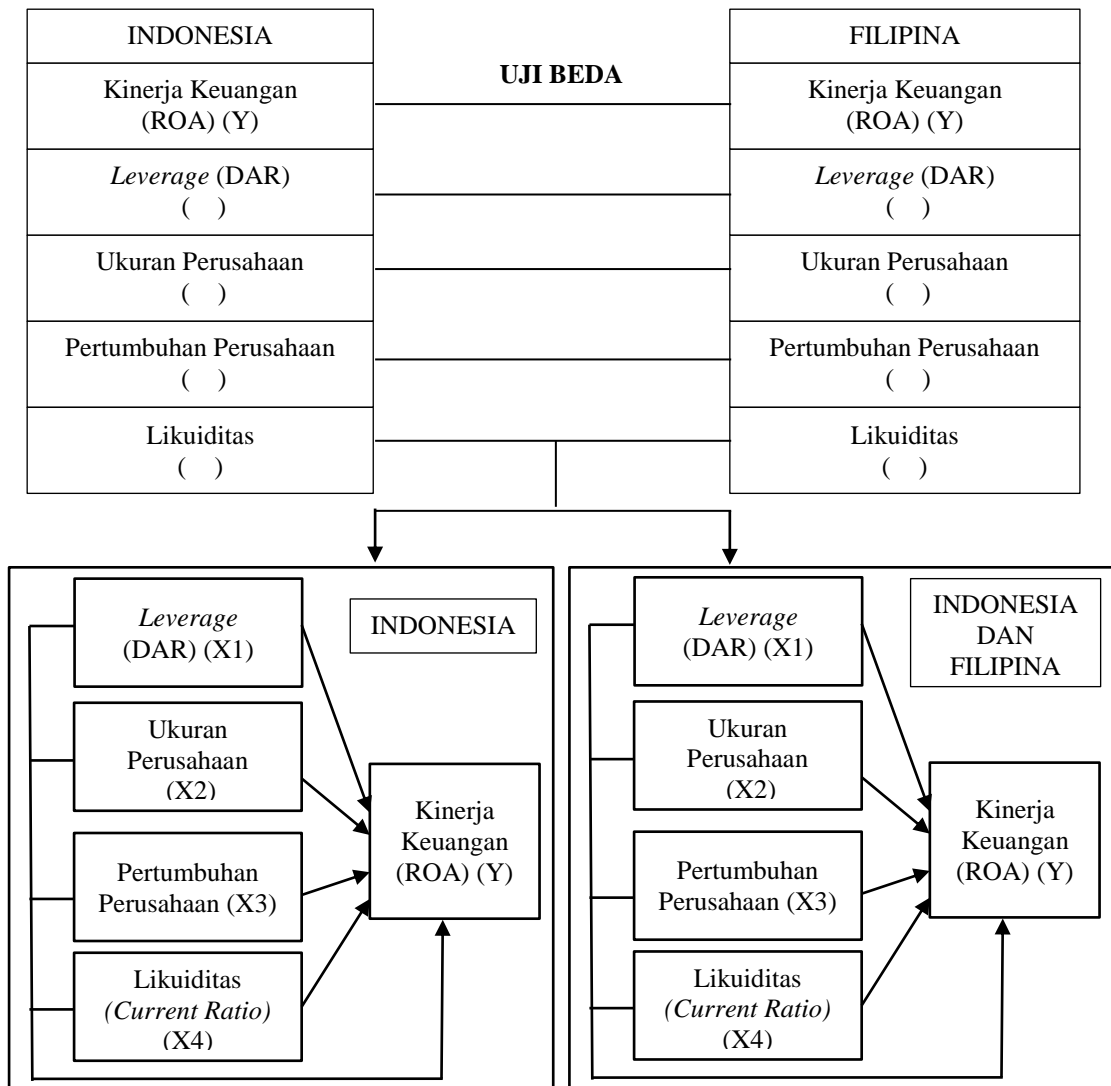 INDONESIA
Kinerja Keuangan
(ROA) (Y)
Leverage (DAR)
( )
Ukuran Perusahaan
( )
Pertumbuhan Perusahaan
( )
Likuiditas
( )
UJI BEDA
FILIPINA
Kinerja Keuangan
(ROA) (Y)
Leverage (DAR)
( )
Ukuran Perusahaan
( )
Pertumbuhan Perusahaan
( )
Likuiditas
( )
INDONESIA
Leverage
(DAR) (X1)
Ukuran
Perusahaan
(X2)
Pertumbuhan
Perusahaan (X3)
Likuiditas
(Current Ratio)
(X4)
Kinerja
Keuangan
(ROA) (Y)
INDONESIA
DAN
FILIPINA
Leverage
(DAR) (X1)
Ukuran
Perusahaan
(X2)
Pertumbuhan
Perusahaan (X3)
Likuiditas
(Current Ratio)
(X4)
Kinerja
Keuangan
(ROA) (Y)